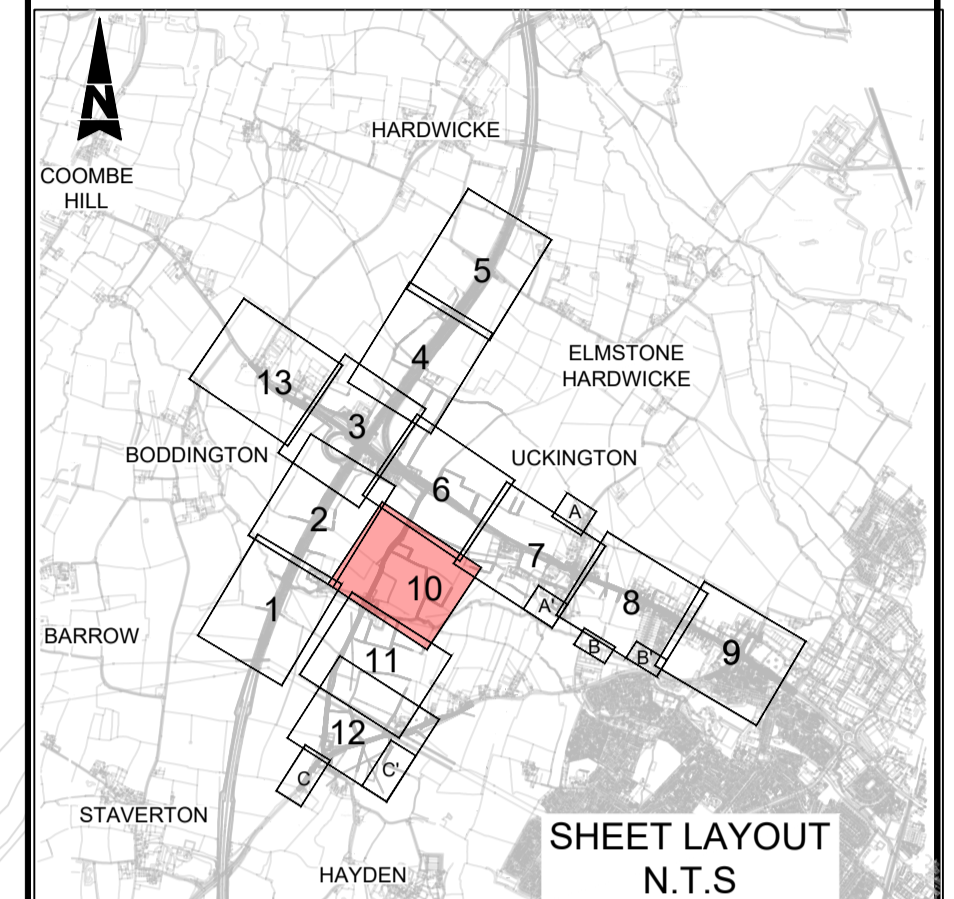 N
HARDWICKE
COOMBE
HILL
5
ELMSTONE
HARDWICKE
4
13
3
BODDINGTON
UCKINGTON
6
A
2
7
10
8
A'
1
BARROW
B
B'
9
11
12
C'
C
STAVERTON
SHEET LAYOUT
N.T.S
HAYDEN